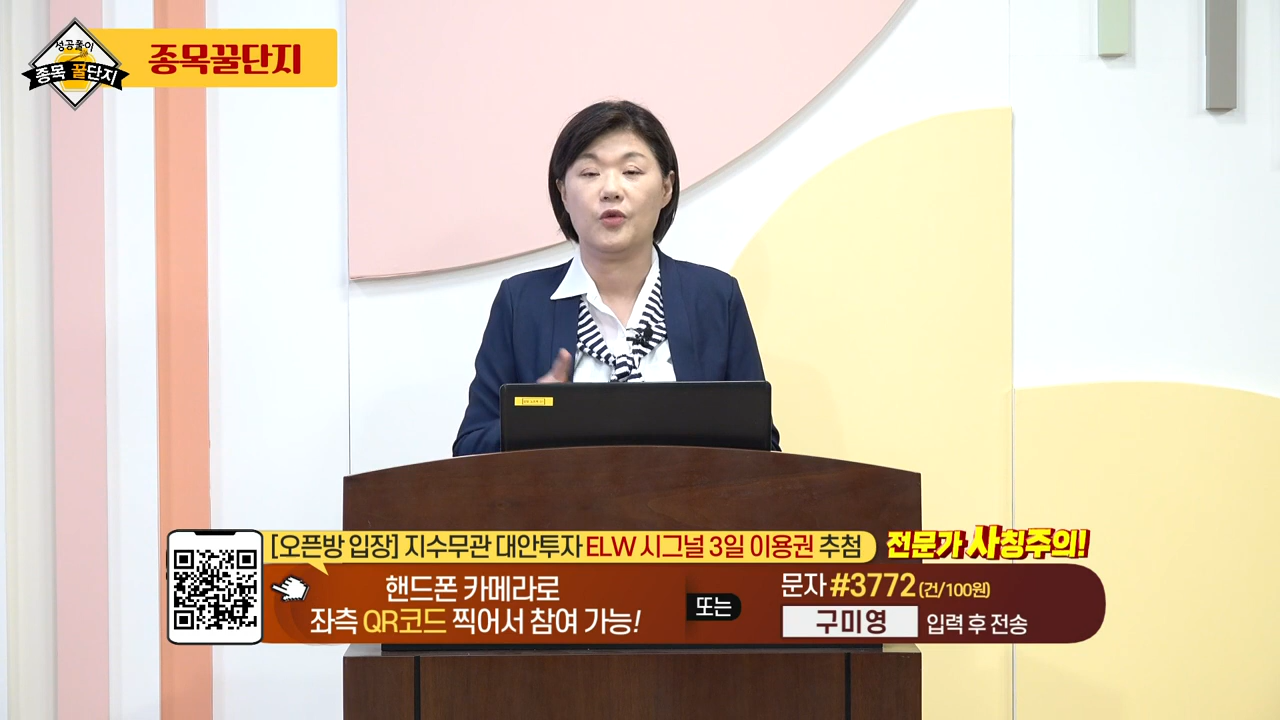 성공풀이
종목 꿀단지
종목꿀단지
[오픈방 입장] 지수무관 대안투자 ELW 시그널 3일 이용권 추첨
전문가 사칭주의!
핸드폰 카메라로
좌측 QR코드 찍어서 참여 가능!
또는
문자 #3772 (건/100원)
구미영 입력 후 전송